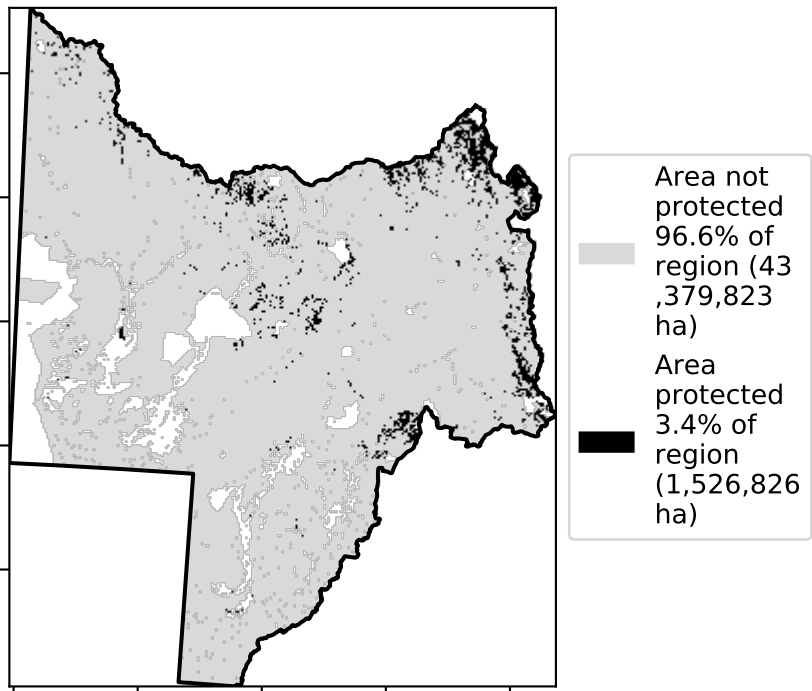 Area not
protected
96.6% of
region (43
,379,823
ha)
Area
protected
3.4% of
region
(1,526,826
ha)